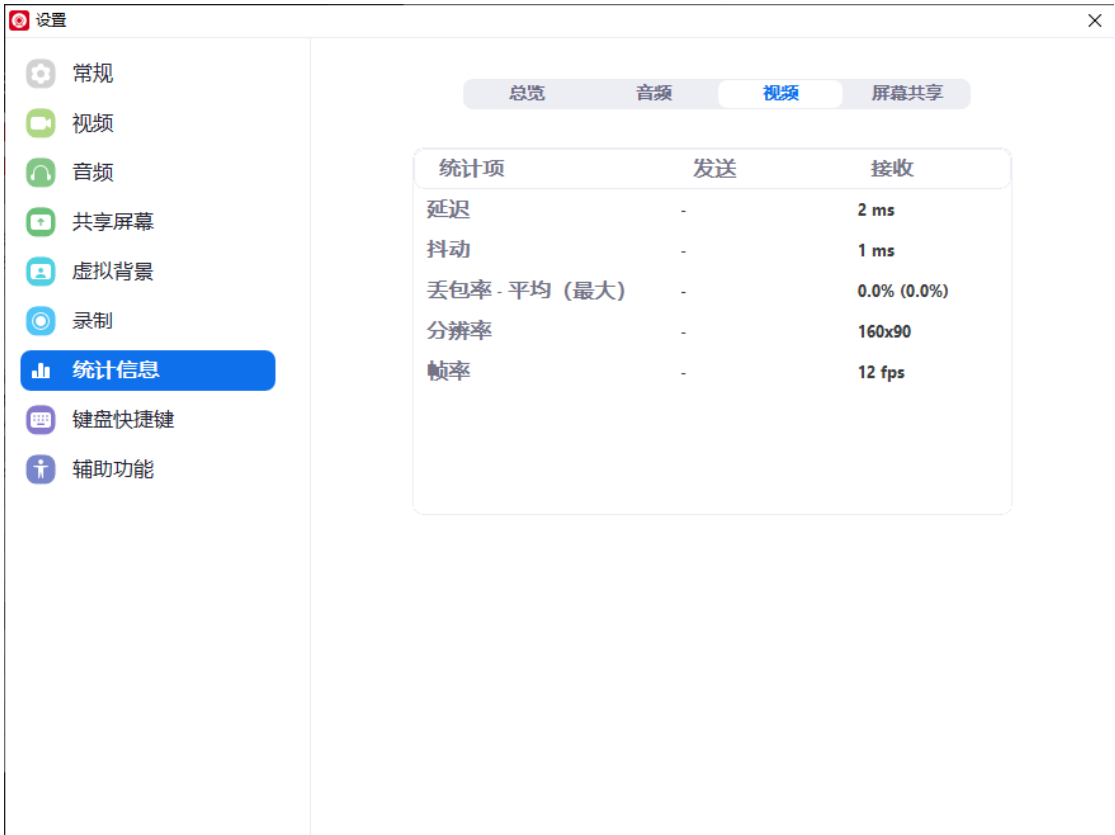 设置
常规
视频
音频
共享屏幕
虚拟背景
录制
统计信息
键盘快捷键
辅助功能
总览 音频 视频 屏幕共享
统计项 发送 接收
延迟 - 2 ms
抖动 - 1 ms
丢包率 - 平均（最大） - 0.0% (0.0%)
分辨率 - 160x90
帧率 - 12 fps